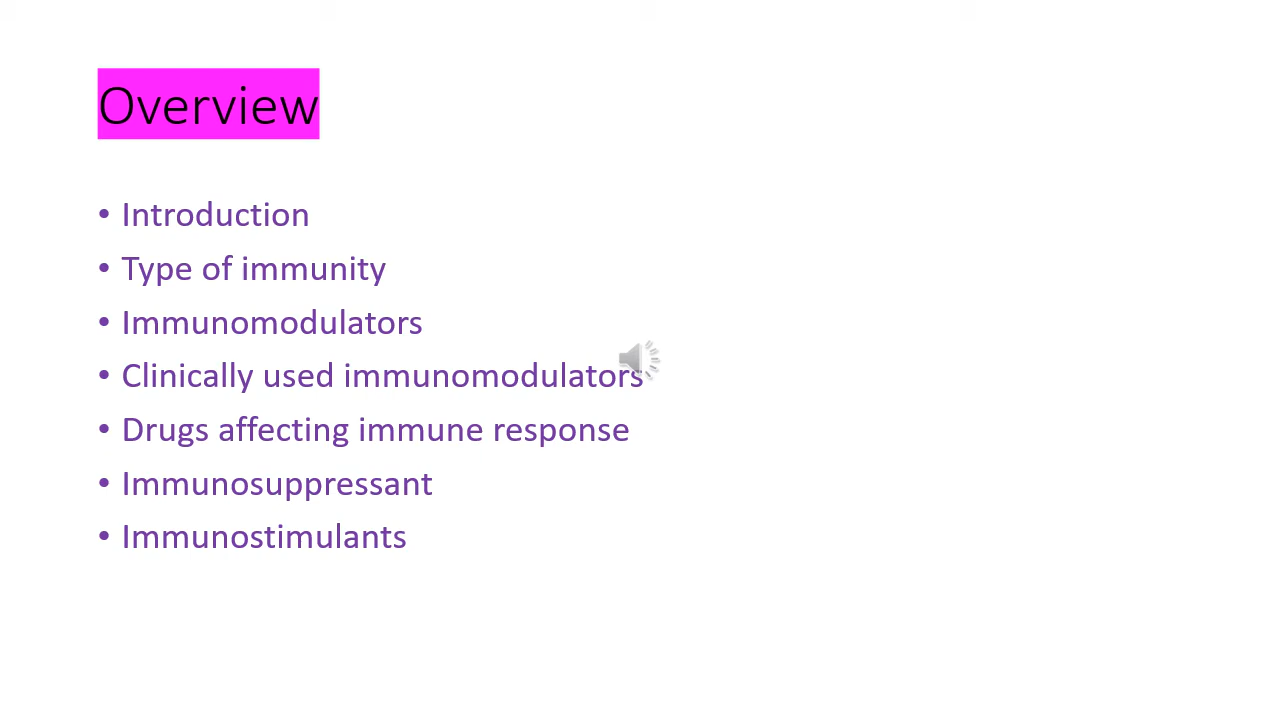 Overview
• Introduction
• Type of immunity
• Immunomodulators
• Clinically used immunomodulators
• Drugs affecting immune response
• Immunosuppressant
• Immunostimulants